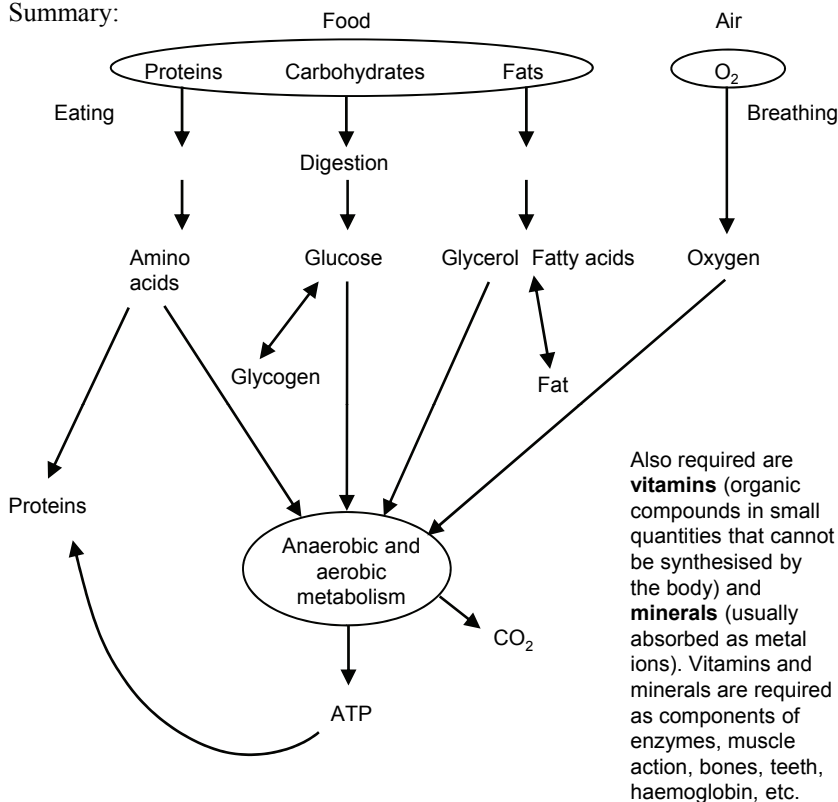 Summary:
Food
Air
Proteins Carbohydrates Fats
O₂
Eating
Breathing
Digestion
Amino
acids
Glucose
Glycerol Fatty acids
Oxygen
Glycogen
Fat
Proteins
Anaerobic and
aerobic
metabolism
CO₂
ATP
Also required are
vitamins (organic
compounds in small
quantities that cannot
be synthesised by
the body) and
minerals (usually
absorbed as metal
ions). Vitamins and
minerals are required
as components of
enzymes, muscle
action, bones, teeth,
haemoglobin, etc.